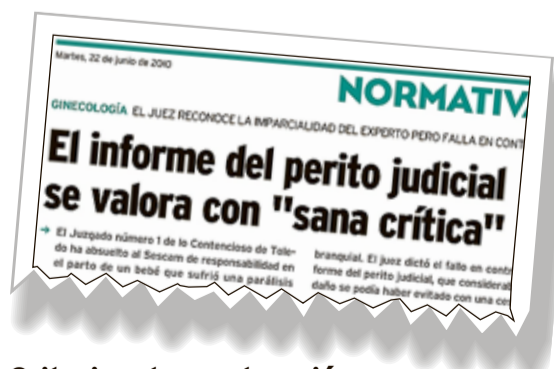 Martes, 22 de junio de 2010
NORMATIV
GINECOLOGÍA EL JUEZ RECONOCE LA IMPARCIALIDAD DEL EXPERTO PERO FALLA EN CONT
El informe del perito judicial
se valora con "sana crítica"
→ El Juzgado número 1 de lo Contencioso de Tole-
do ha absuelto al Sescam de responsabilidad en
el parto de un bebé que sufrió una parálisis
branquial. El juez dictó el fallo en contr
forme del perito judicial, que considerab
daño se podía haber evitado con una ces